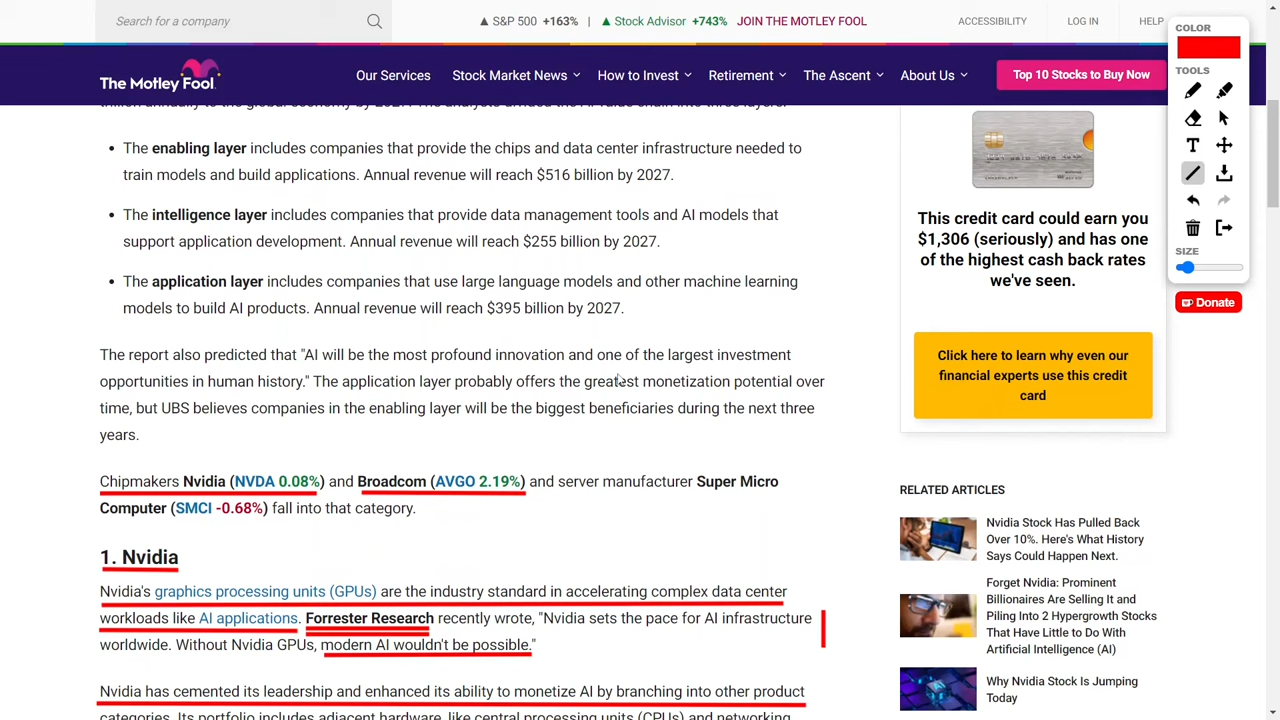 Search for a company
S&P 500 +163% | Stock Advisor +743% JOIN THE MOTLEY FOOL
ACCESSIBILITY LOG IN HELP
The Motley Fool
Our Services Stock Market News How to Invest Retirement The Ascent About Us Top 10 Stocks to Buy Now
• The enabling layer includes companies that provide the chips and data center infrastructure needed to
train models and build applications. Annual revenue will reach $516 billion by 2027.
• The intelligence layer includes companies that provide data management tools and AI models that
support application development. Annual revenue will reach $255 billion by 2027.
• The application layer includes companies that use large language models and other machine learning
models to build AI products. Annual revenue will reach $395 billion by 2027.
The report also predicted that "AI will be the most profound innovation and one of the largest investment
opportunities in human history." The application layer probably offers the greatest monetization potential over
time, but UBS believes companies in the enabling layer will be the biggest beneficiaries during the next three
years.
Chipmakers Nvidia (NVDA 0.08%) and Broadcom (AVGO 2.19%) and server manufacturer Super Micro
Computer (SMCI -0.68%) fall into that category.
1. Nvidia
Nvidia's graphics processing units (GPUs) are the industry standard in accelerating complex data center
workloads like AI applications. Forrester Research recently wrote, "Nvidia sets the pace for AI infrastructure
worldwide. Without Nvidia GPUs, modern AI wouldn't be possible."
Nvidia has cemented its leadership and enhanced its ability to monetize AI by branching into other product
categories. Its portfolio includes adjacent hardware, like central processing units (CPUs) and networking
This credit card could earn you
$1,306 (seriously) and has one
of the highest cash back rates
we've seen.
Click here to learn why even our
financial experts use this credit
card
RELATED ARTICLES
Nvidia Stock Has Pulled Back
Over 10%. Here's What History
Says Could Happen Next.
Forget Nvidia: Prominent
Billionaires Are Selling It and
Piling Into 2 Hypergrowth Stocks
That Have Little to Do With
Artificial Intelligence (AI)
Why Nvidia Stock Is Jumping
Today
COLOR
TOOLS
T
SIZE
Donate